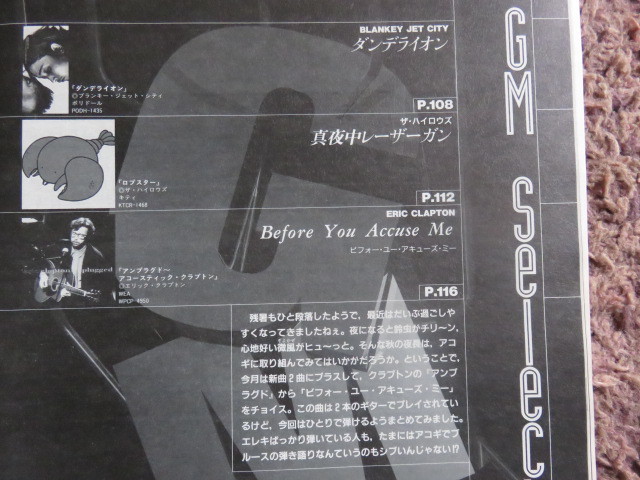 BLANKEY JET CITY
ダンデライオン
「ダンデライオン」
◎ブランキー・ジェット・シティ
ポリドール
PODH-1435
P.108
ザ・ハイロウズ
真夜中レーザーガン
「ロブスター」
◎ザ・ハイロウズ
キティ
KTCR-1468
P.112
ERIC CLAPTON
Before You Accuse Me
ビフォー・ユー・アキューズ・ミー
「アンプラグド〜
アコースティック・クラプトン」
◎エリック・クラプトン
WEA
WPCP-4950
P.116
残暑もひと段落したようで、最近はだいぶ過ごしや
すくなってきましたねぇ。夜になると鈴虫がチリ〜ン、
心地好い微風がヒュ〜っと。そんな秋の夜長は、アコ
ギに取り組んでみてはいかがだろうか。ということで、
今月は新曲2曲にプラスして、クラプトンの「アンプ
ラグド」から「ビフォー・ユー・アキューズ・ミー」
をチョイス。この曲は2本のギターでプレイされてい
るけど、今回はひとりで弾けるようまとめてみました。
エレキばっかり弾いている人も、たまにはアコギでブ
ルースの弾き語りなんていうのもシブいんじゃない!?
GM Selec